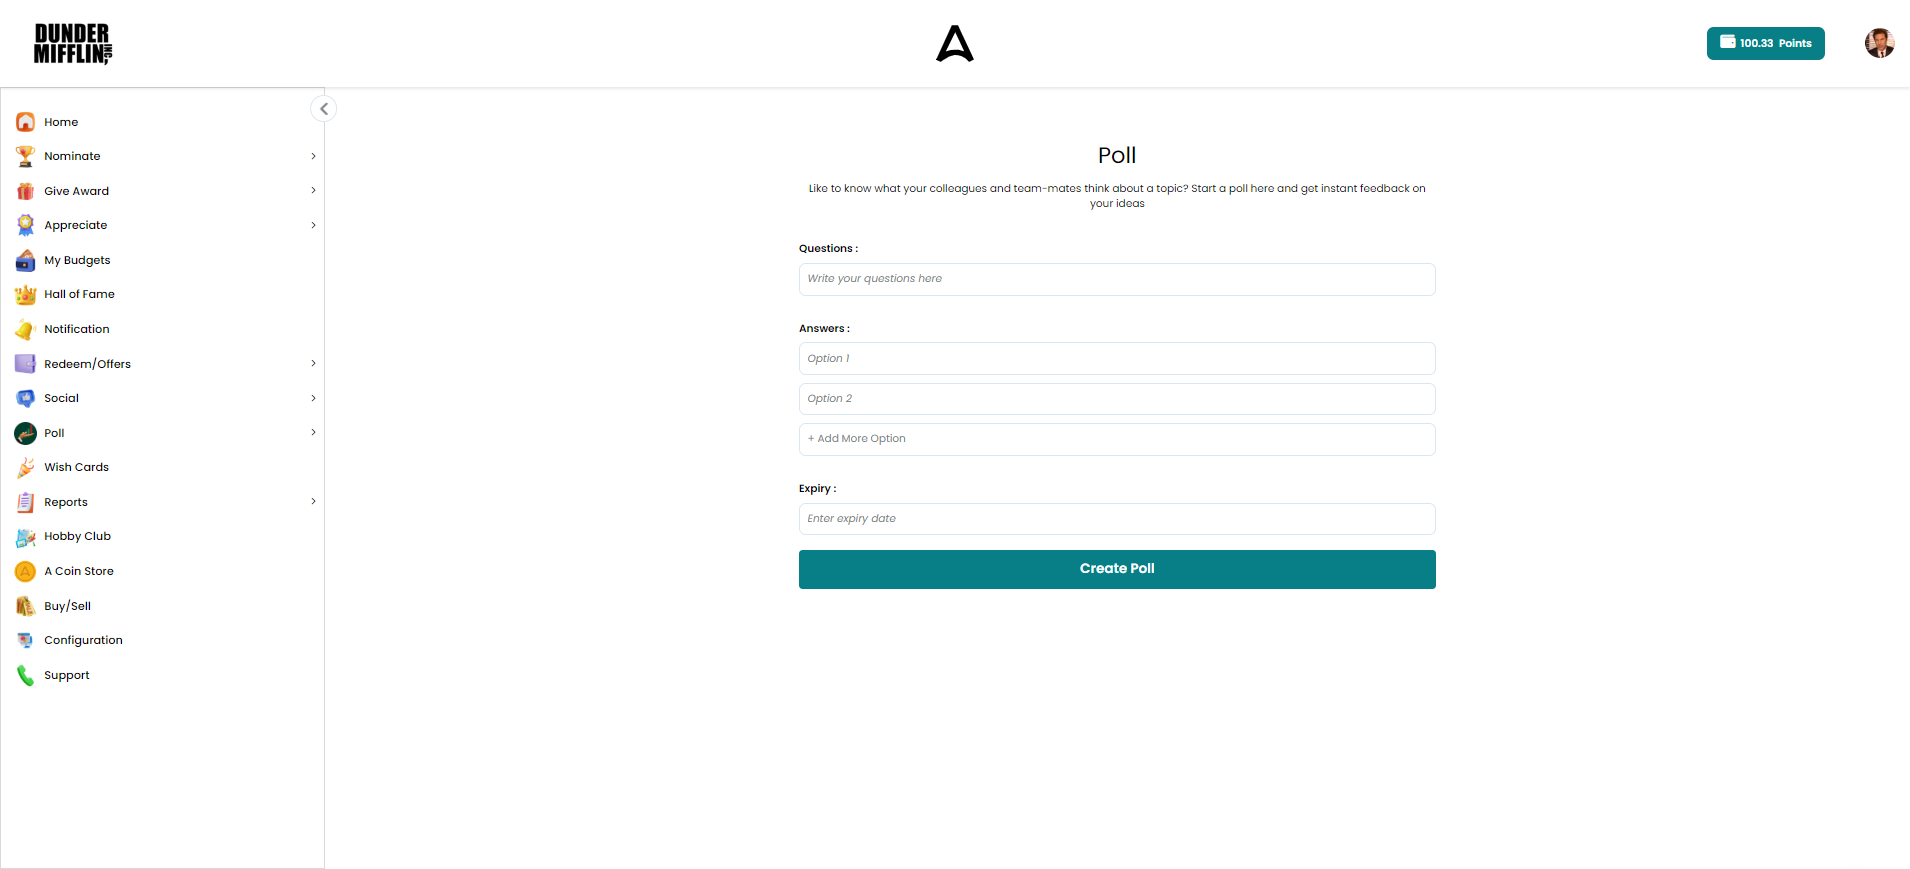 DUNDER
MIFFLIN, INC
100.33 Points
Home
Nominate
Give Award
Appreciate
My Budgets
Hall of Fame
Notification
Redeem/Offers
Social
Poll
Wish Cards
Reports
Hobby Club
A Coin Store
Buy/Sell
Configuration
Support
Poll
Like to know what your colleagues and team-mates think about a topic? Start a poll here and get instant feedback on
your ideas
Questions :
Write your questions here
Answers :
Option 1
Option 2
+ Add More Option
Expiry :
Enter expiry date
Create Poll